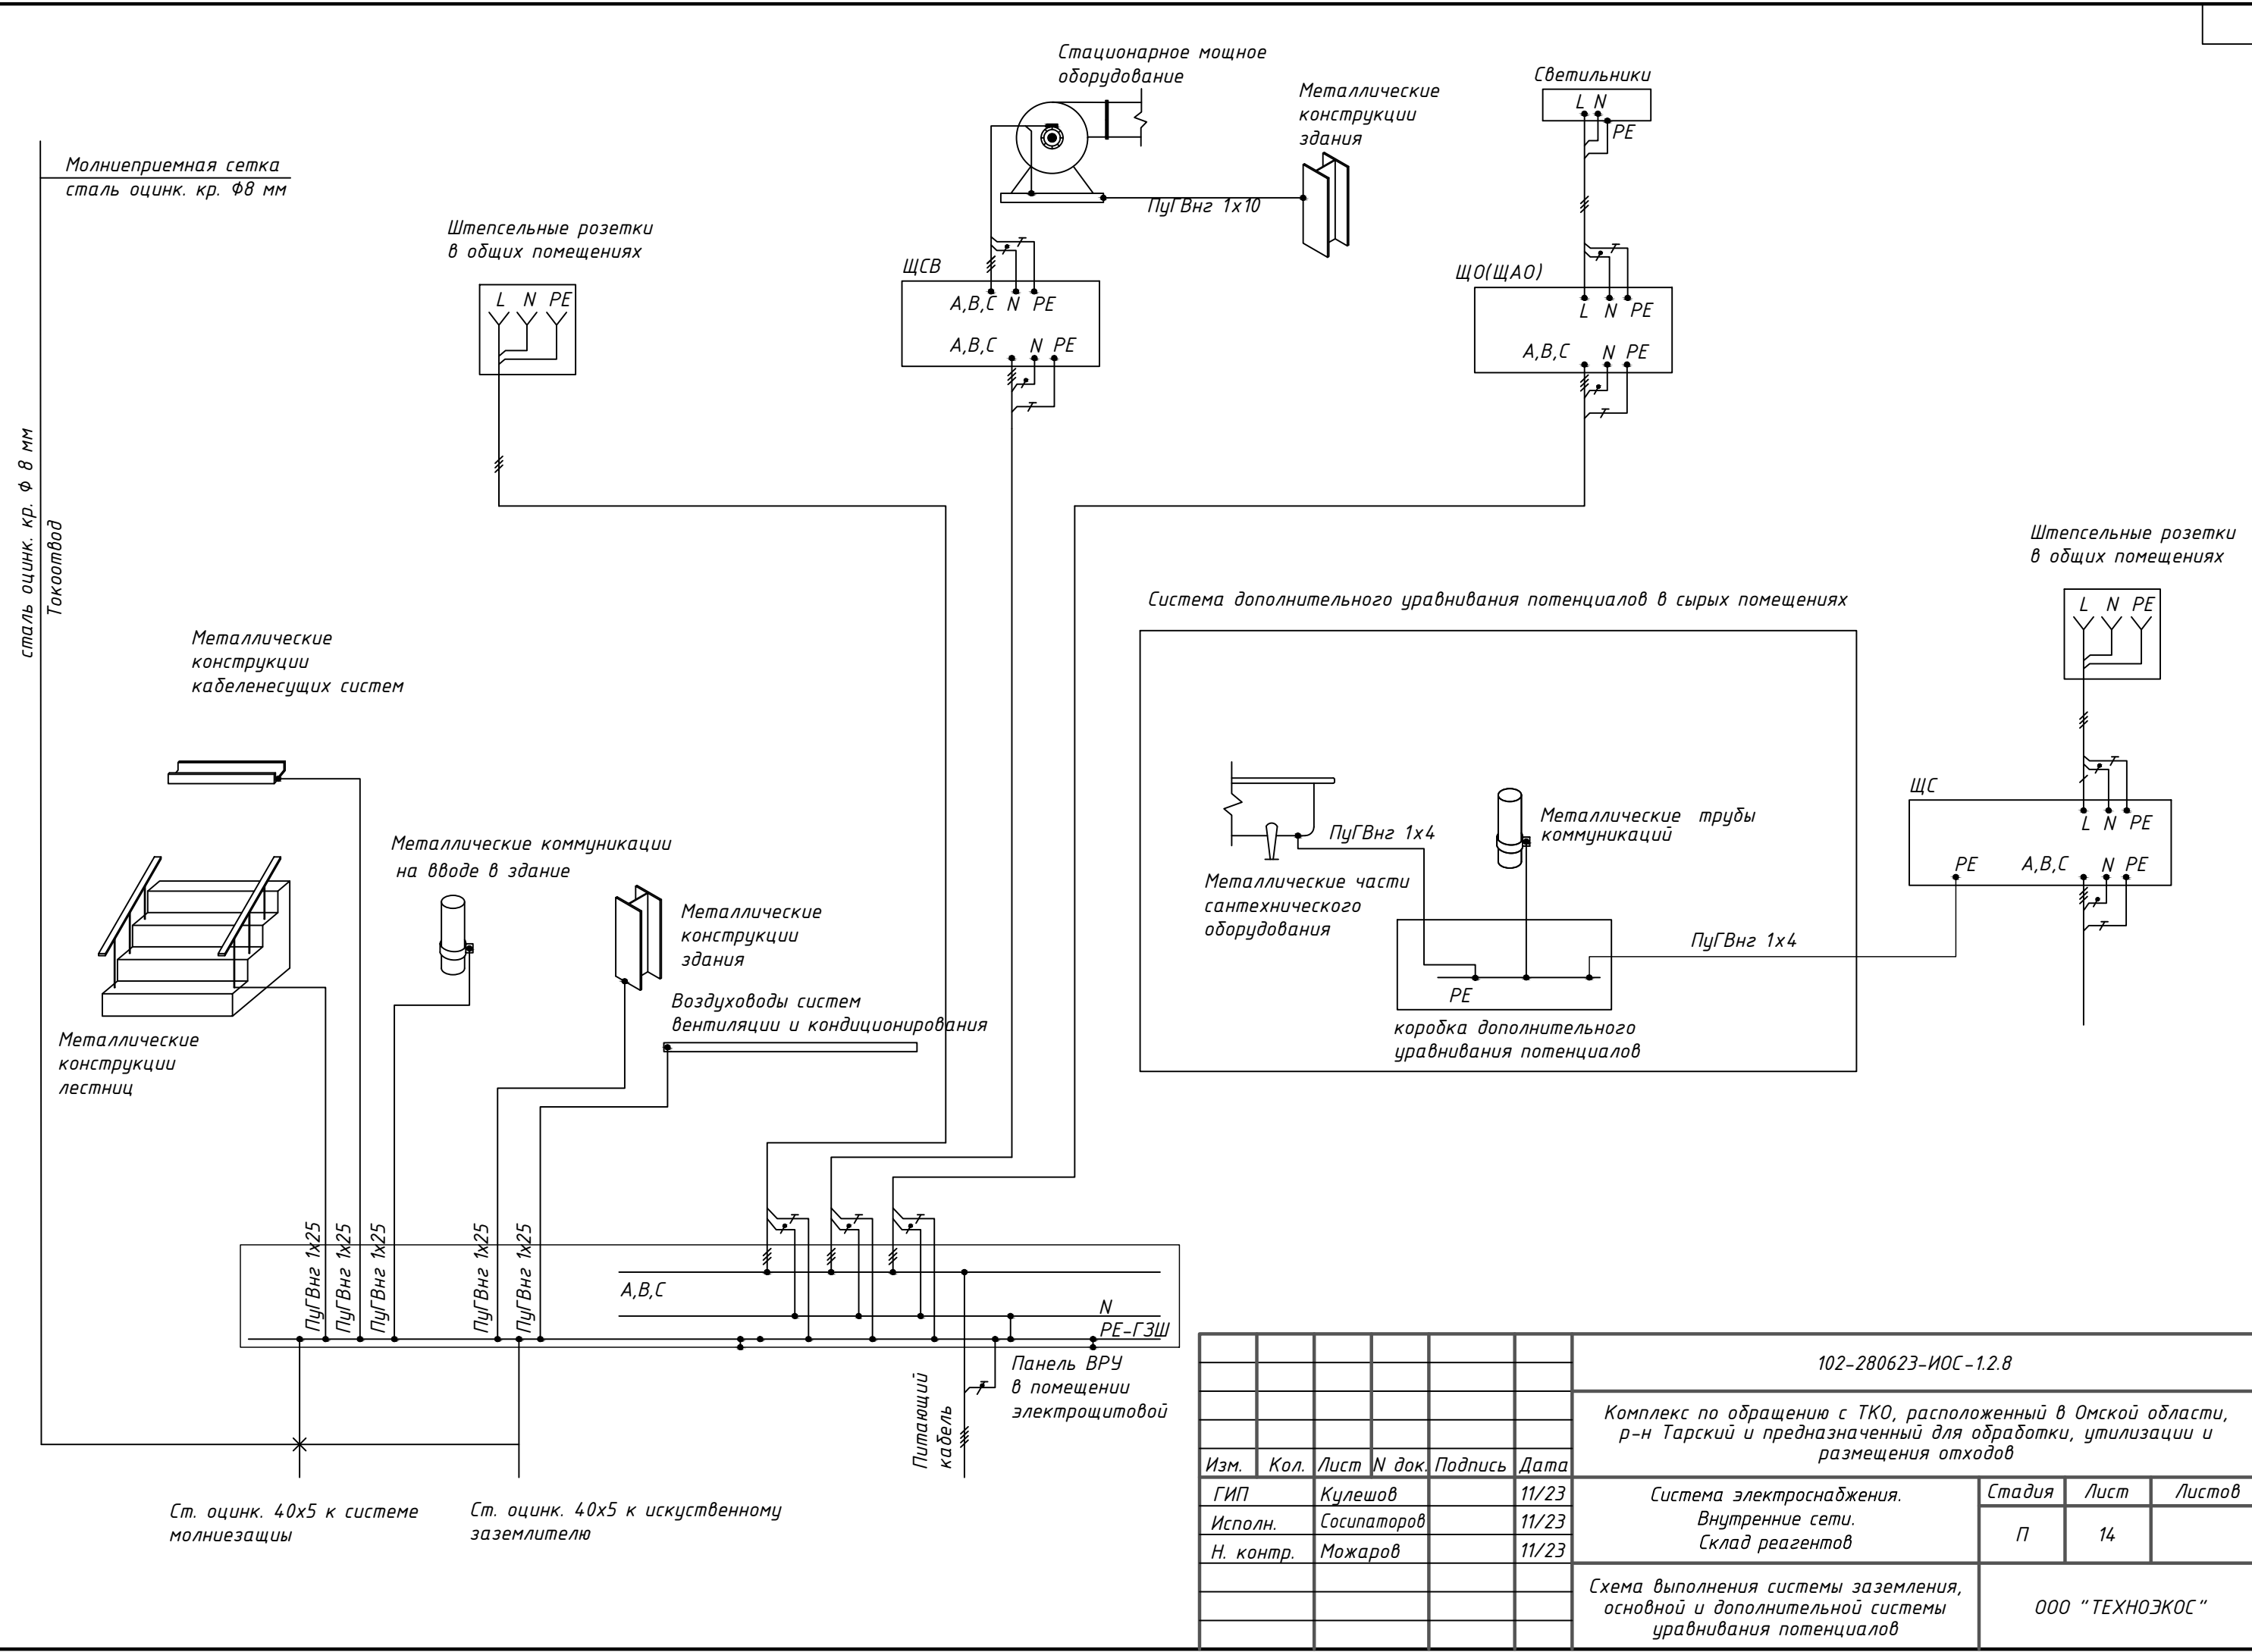 Стационарное мощное
оборудование
Металлические
конструкции
здания
Светильники
L N
PE
Молниеприемная сетка
сталь оцинк. кр. Ф8 мм
ПуГВнг 1х10
Штепсельные розетки
в общих помещениях
L N PE
ЩСВ
A,B,C N PE
A,B,C N PE
ЩО(ЩАО)
L N PE
A,B,C N PE
сталь оцинк. кр. Ф 8 мм
Токоотвод
Штепсельные розетки
в общих помещениях
L N PE
Система дополнительного уравнивания потенциалов в сырых помещениях
Металлические
конструкции
кабеленесущих систем
ЩС
L N PE
PE A,B,C N PE
ПуГВнг 1х4
Металлические трубы
коммуникаций
Металлические части
сантехнического
оборудования
ПуГВнг 1х4
PE
коробка дополнительного
уравнивания потенциалов
Металлические коммуникации
на вводе в здание
Металлические
конструкции
здания
Воздуховоды систем
вентиляции и кондиционирования
Металлические
конструкции
лестниц
ПуГВнг 1х25
ПуГВнг 1х25
ПуГВнг 1х25
ПуГВнг 1х25
ПуГВнг 1х25
A,B,C
N
PE-ГЗШ
Питающий
кабель
Панель ВРУ
в помещении
электрощитовой
Ст. оцинк. 40х5 к системе
молниезащиы
Ст. оцинк. 40х5 к искуственному
заземлителю
102-280623-ИОС-1.2.8
Комплекс по обращению с ТКО, расположенный в Омской области,
р-н Тарский и предназначенный для обработки, утилизации и
размещения отходов
Изм. Кол. Лист N док. Подпись Дата
ГИП Кулешов 11/23
Исполн. Сосипаторов 11/23
Н. контр. Можаров 11/23
Система электроснабжения.
Внутренние сети.
Склад реагентов
Стадия Лист Листов
П 14
Схема выполнения системы заземления,
основной и дополнительной системы
уравнивания потенциалов
ООО "ТЕХНОЭКОС"